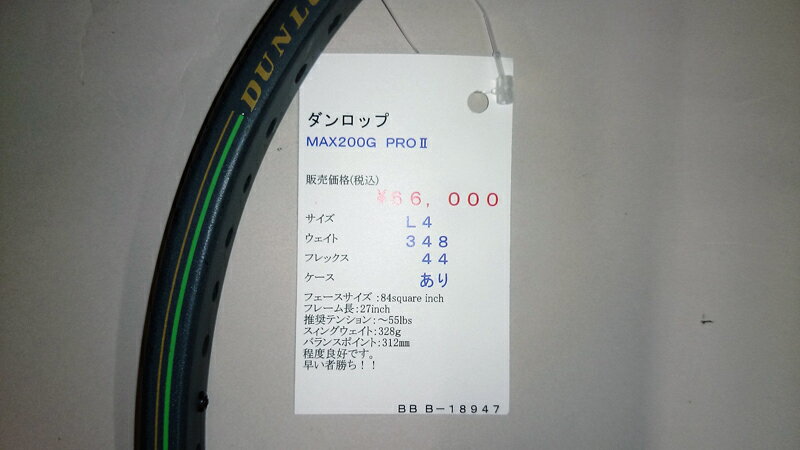 DUNLO
ダンロップ
MAX200G PROⅡ
販売価格(税込)
¥66,000
サイズ L4
ウェイト 348
フレックス 44
ケース あり
フェースサイズ：84square inch
フレーム長：27inch
推奨テンション：～55lbs
スィングウェイト：328g
バランスポイント：312mm
程度良好です。
早い者勝ち！！
BB B－18947